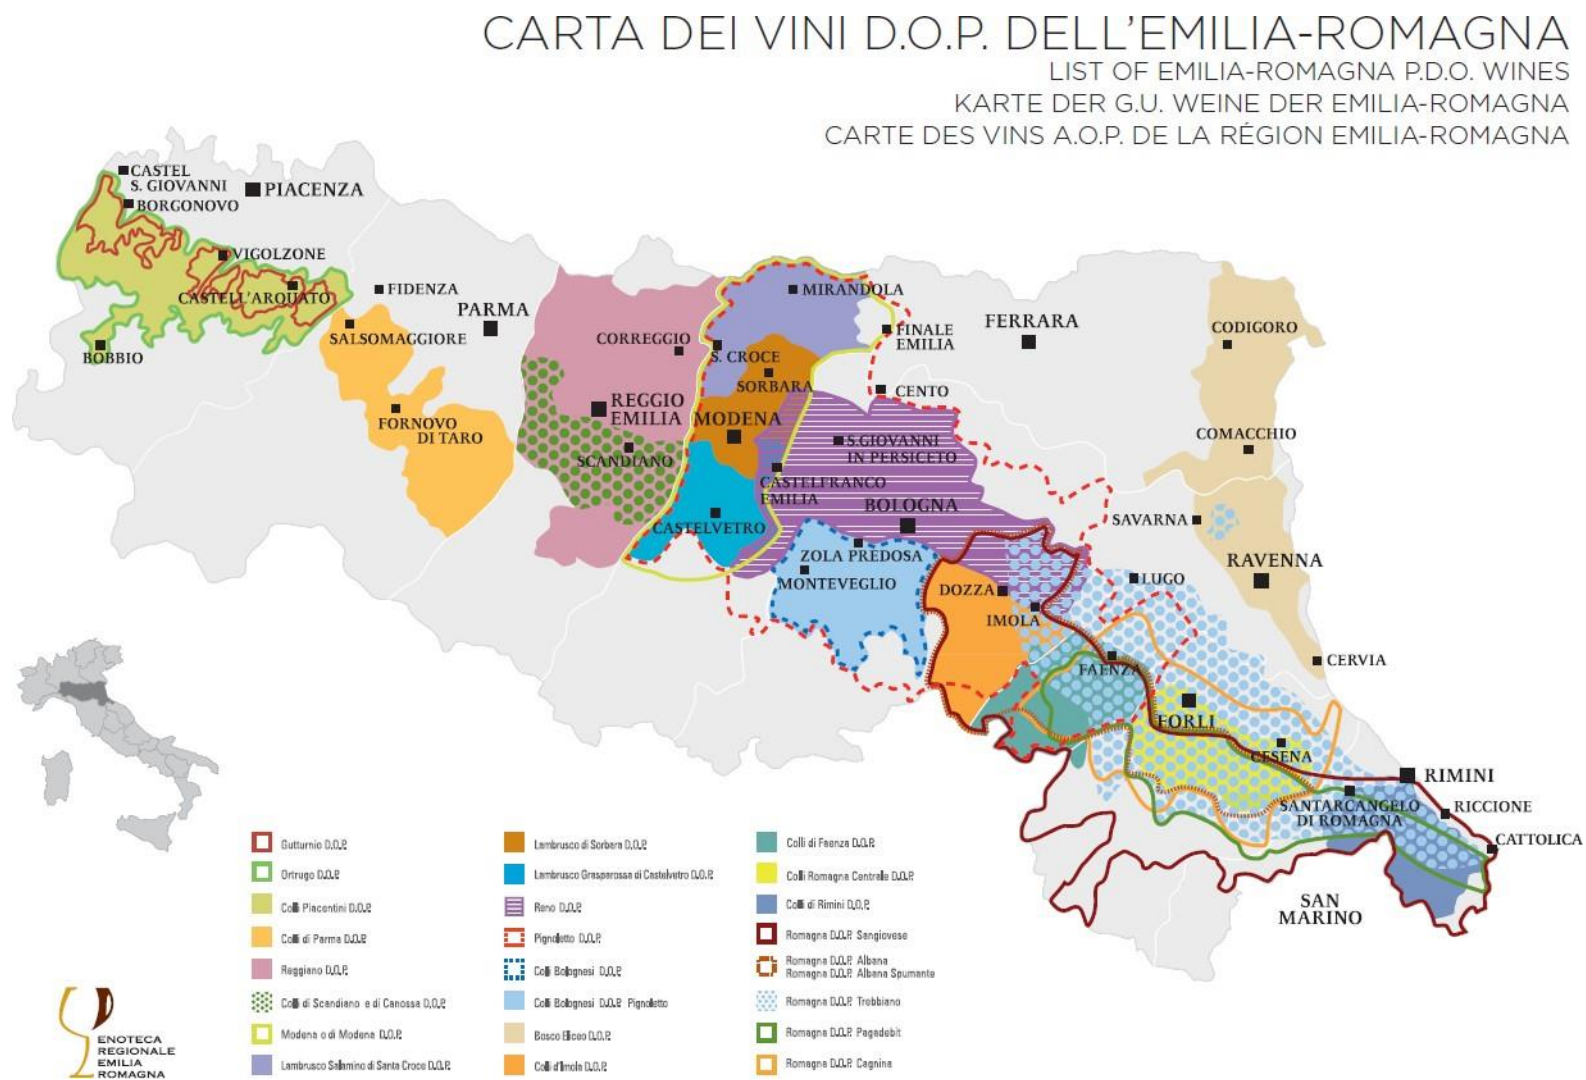 CARTA DEI VINI D.O.P. DELL'EMILIA-ROMAGNA
LIST OF EMILIA-ROMAGNA P.D.O. WINES
KARTE DER G.U. WEINE DER EMILIA-ROMAGNA
CARTE DES VINS A.O.P. DE LA RÉGION EMILIA-ROMAGNA
CASTEL
S. GIOVANNI
BORGONOVO
PIACENZA
VIGOLZONE
CASTELL'ARQUATO
BOBBIO
FIDENZA
PARMA
SALSOMAGGIORE
FORNOVO
DI TARO
CORREGGIO
REGGIO
EMILIA
SCANDIANO
MIRANDOLA
S. CROCE
SORBARA
MODENA
CASTELVETRO
FINALE
EMILIA
CENTO
S.GIOVANNI
IN PERSICETO
CASTELFRANCO
EMILIA
BOLOGNA
ZOLA PREDOSA
MONTEVEGLIO
FERRARA
CODIGORO
COMACCHIO
SAVARNA
RAVENNA
LUGO
DOZZA
IMOLA
FAENZA
CERVIA
FORLI
CESENA
RIMINI
SANTARCANGELO
DI ROMAGNA
RICCIONE
CATTOLICA
SAN
MARINO
Gutturnio D.O.P.
Ortrugo D.O.P.
Colli Piacentini D.O.P.
Colli di Parma D.O.P.
Reggiano D.O.P.
Colli di Scandiano e di Canossa D.O.P.
Modena o di Modena D.O.P.
Lambrusco Salamino di Santa Croce D.O.P.
Lambrusco di Sorbara D.O.P.
Lambrusco Grasparossa di Castelvetro D.O.P.
Reno D.O.P.
Pignoletto D.O.P.
Colli Bolognesi D.O.P.
Colli Bolognesi D.O.P. Pignoletto
Bosco Eliceo D.O.P.
Colli d'Imola D.O.P.
Colli di Faenza D.O.P.
Colli Romagna Centrale D.O.P.
Colli di Rimini D.O.P.
Romagna D.O.P. Sangiovese
Romagna D.O.P. Albana
Romagna D.O.P. Albana Spumante
Romagna D.O.P. Trebbiano
Romagna D.O.P. Pagadebit
Romagna D.O.P. Cagnina
ENOTECA
REGIONALE
EMILIA
ROMAGNA